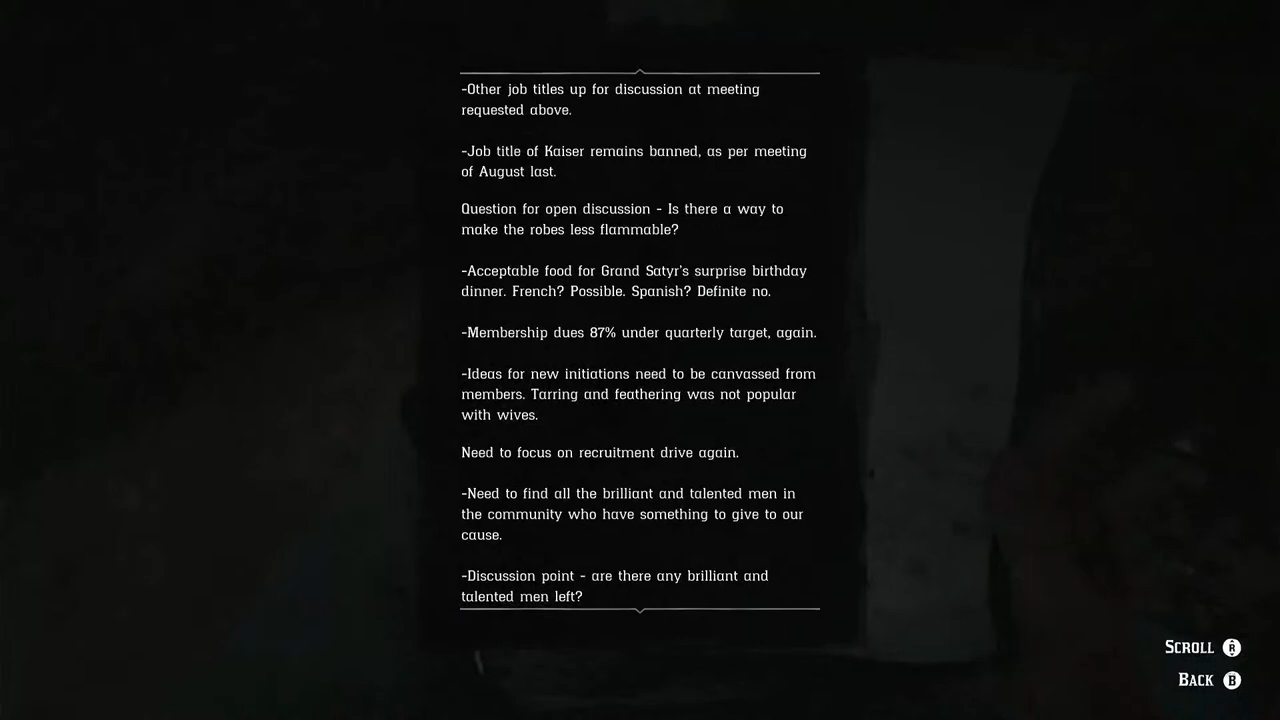 -Other job titles up for discussion at meeting
requested above.
-Job title of Kaiser remains banned, as per meeting
of August last.
Question for open discussion - Is there a way to
make the robes less flammable?
-Acceptable food for Grand Satyr's surprise birthday
dinner. French? Possible. Spanish? Definite no.
-Membership dues 87% under quarterly target, again.
-Ideas for new initiations need to be canvassed from
members. Tarring and feathering was not popular
with wives.
Need to focus on recruitment drive again.
-Need to find all the brilliant and talented men in
the community who have something to give to our
cause.
-Discussion point - are there any brilliant and
talented men left?
SCROLL R
BACK B